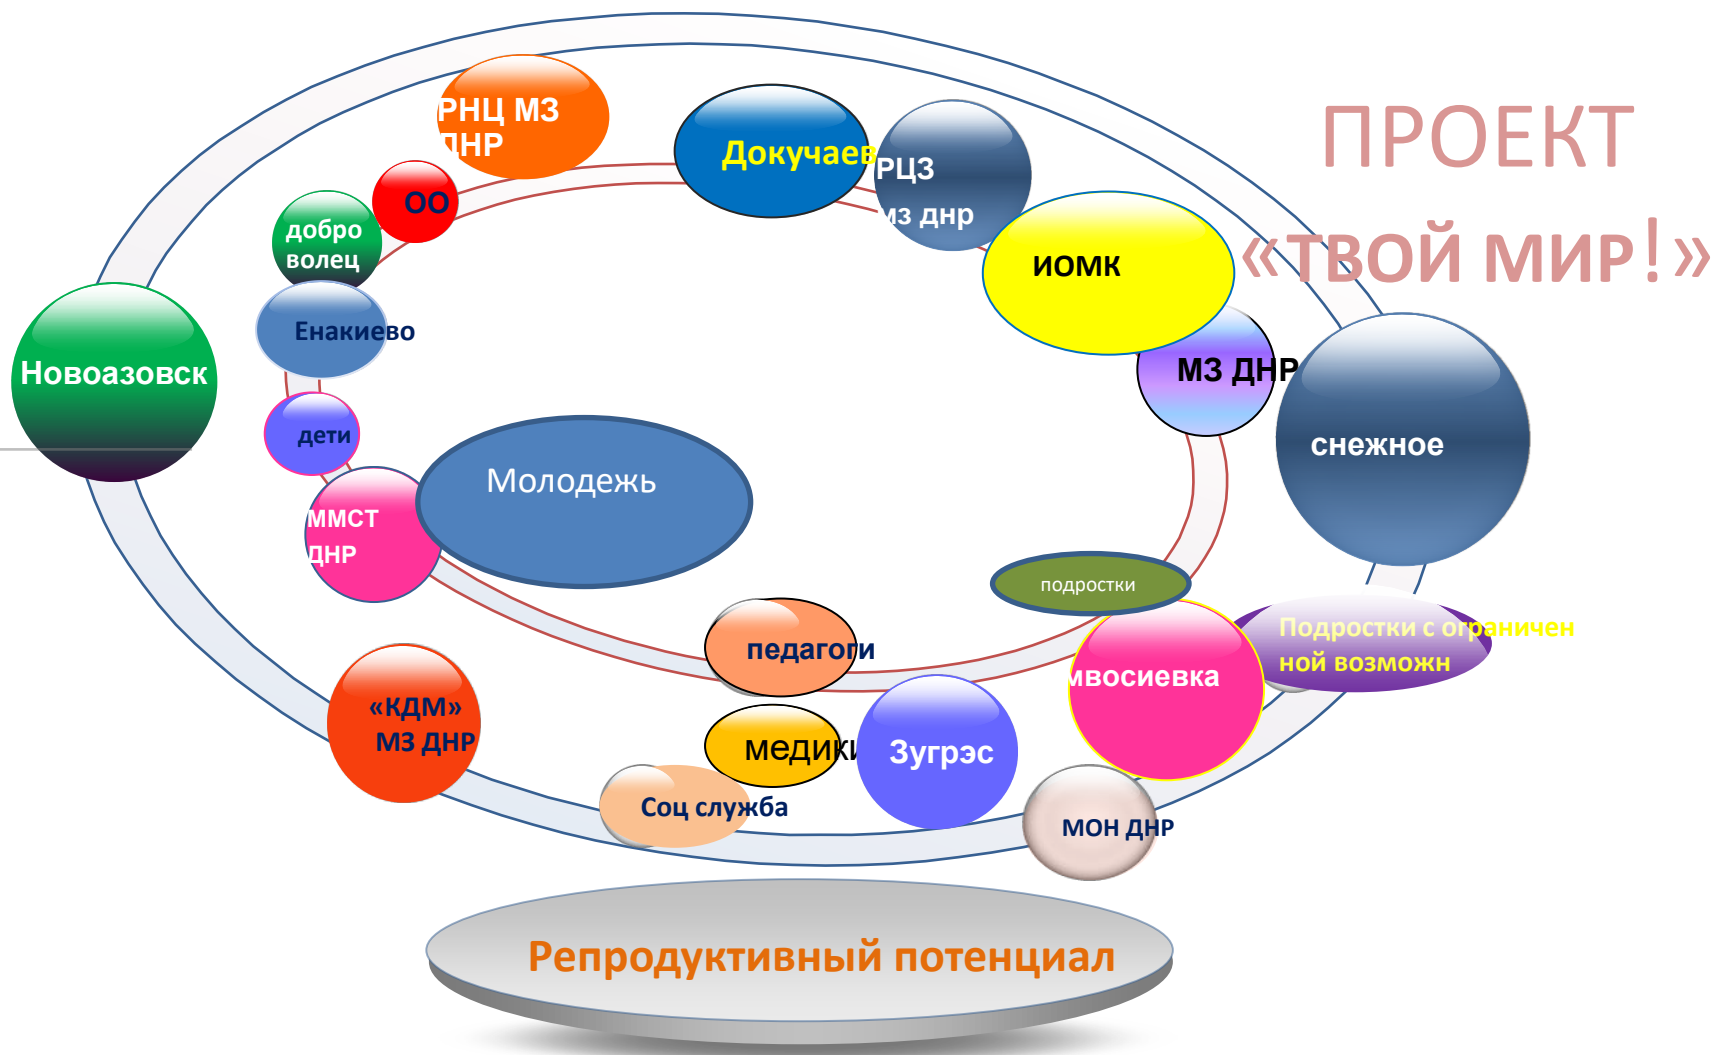 ПРОЕКТ
«ТВОЙ МИР!»
РНЦ МЗ
ДНР
Докучаев
РЦЗ
мз днр
ОО
добро
волец
ИОМК
Енакиево
Новоазовск
МЗ ДНР
снежное
дети
Молодежь
ММСТ
ДНР
подростки
Подростки с ограничен
ной возможн
педагоги
мвосиевка
«КДМ»
МЗ ДНР
медики
Зугрэс
Соц служба
МОН ДНР
Репродуктивный потенциал